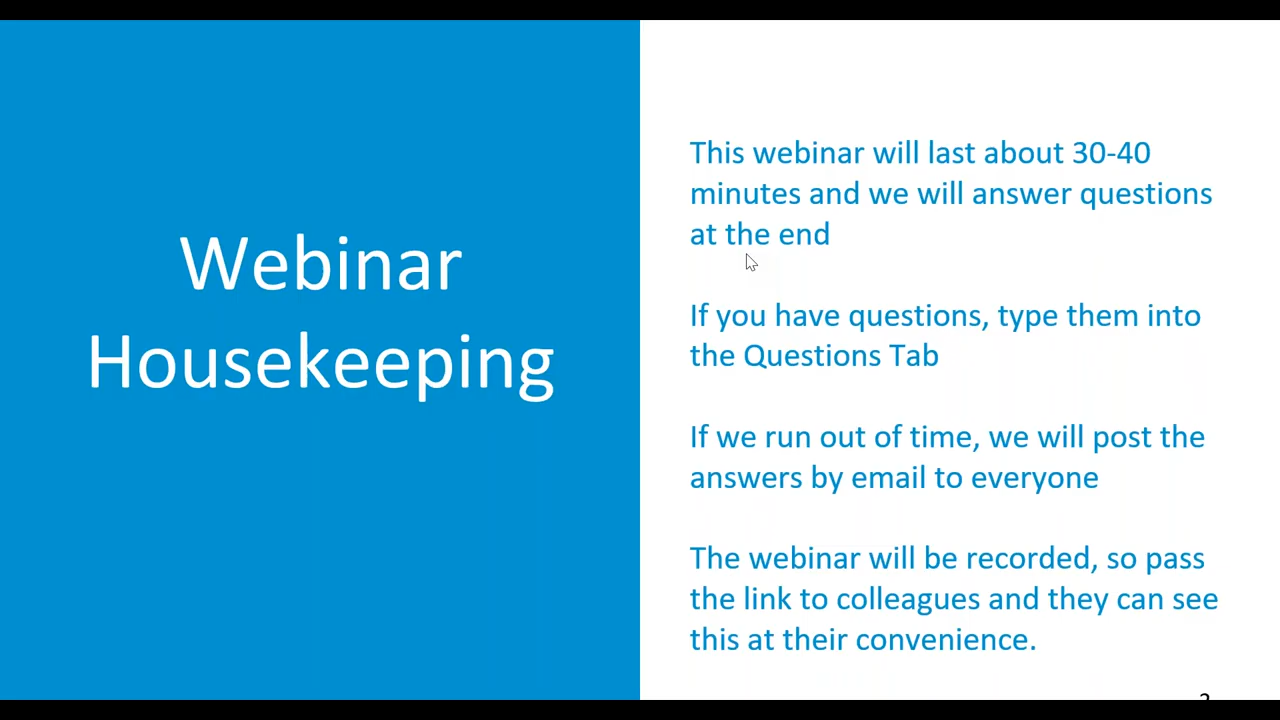 Webinar
Housekeeping
This webinar will last about 30-40
minutes and we will answer questions
at the end
If you have questions, type them into
the Questions Tab
If we run out of time, we will post the
answers by email to everyone
The webinar will be recorded, so pass
the link to colleagues and they can see
this at their convenience.